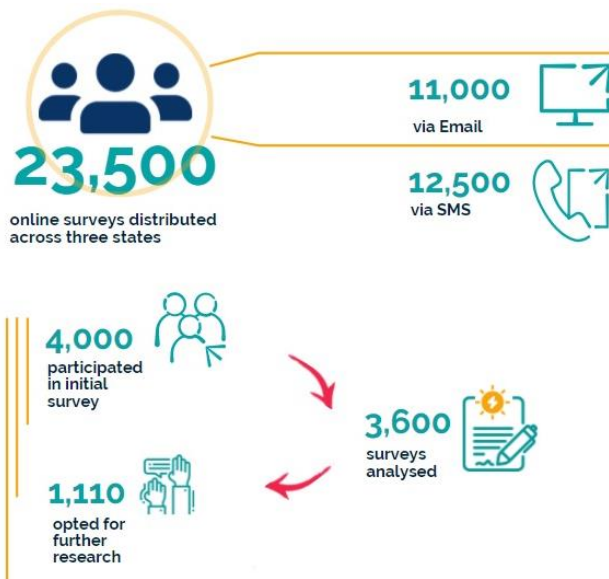 23,500
online surveys distributed
across three states
11,000
via Email
12,500
via SMS
4,000
participated
in initial
survey
3,600
surveys
analysed
1,110
opted for
further
research